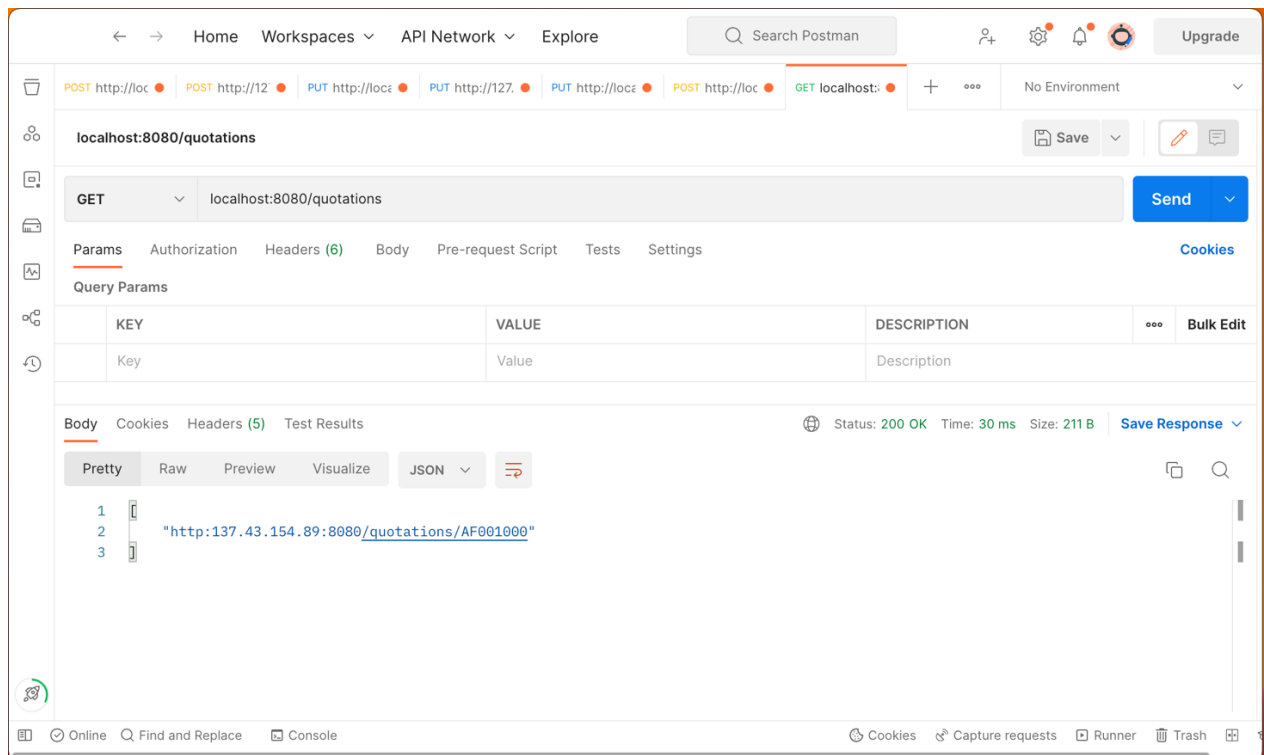 Home Workspaces API Network Explore Search Postman Upgrade
POST http://loc POST http://12 PUT http://loca PUT http://127. PUT http://loca POST http://loc GET localhost: No Environment
localhost:8080/quotations Save
GET localhost:8080/quotations Send
Params Authorization Headers (6) Body Pre-request Script Tests Settings Cookies
Query Params
KEY VALUE DESCRIPTION Bulk Edit
Key Value Description
Body Cookies Headers (5) Test Results Status: 200 OK Time: 30 ms Size: 211 B Save Response
Pretty Raw Preview Visualize JSON
1 [
2 "http:137.43.154.89:8080/quotations/AF001000"
3 ]
Online Find and Replace Console Cookies Capture requests Runner Trash